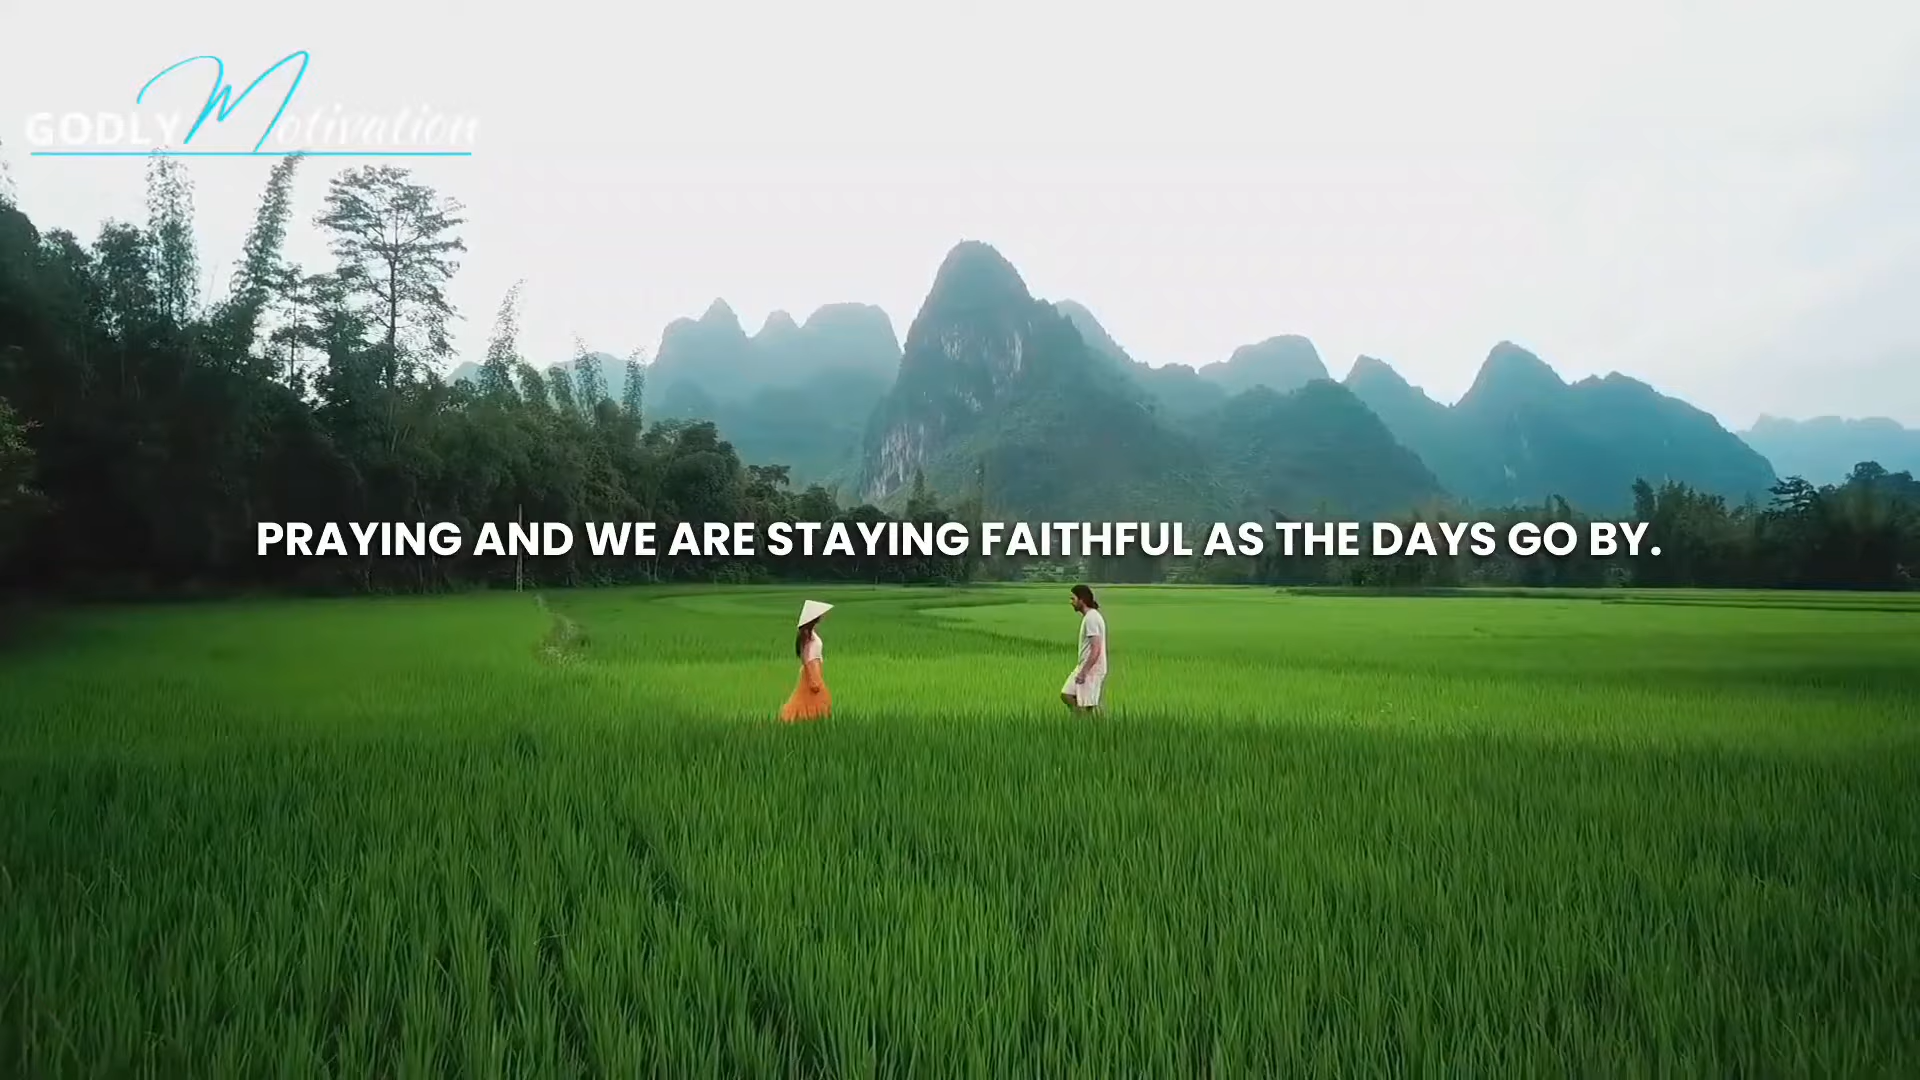 GODLY Motivation
PRAYING AND WE ARE STAYING FAITHFUL AS THE DAYS GO BY.